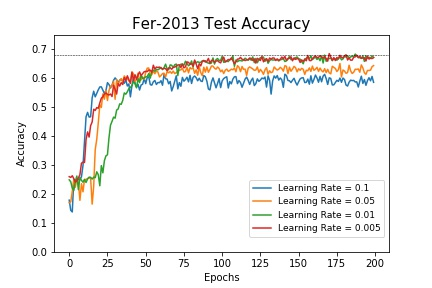 Fer-2013 Test Accuracy
0.7
0.6
0.5
0.4
0.3
0.2
0.1
0.0
Accuracy
Learning Rate = 0.1
Learning Rate = 0.05
Learning Rate = 0.01
Learning Rate = 0.005
0 25 50 75 100 125 150 175 200
Epochs